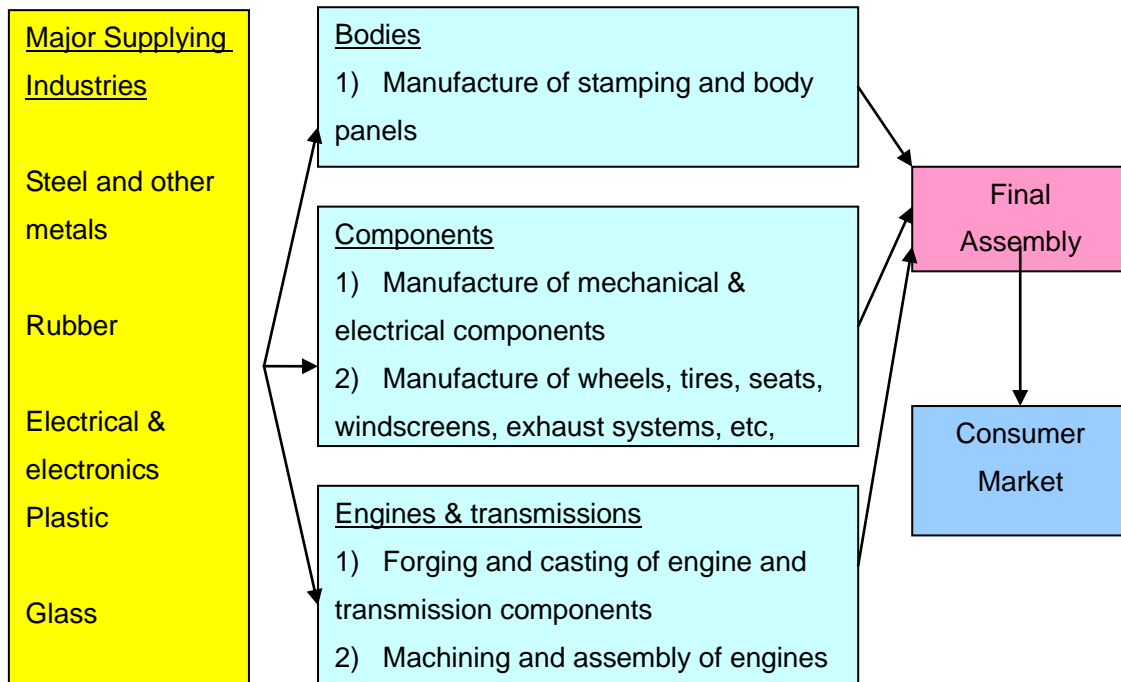 Major Supplying
Industries
Steel and other
metals
Rubber
Electrical &
electronics
Plastic
Glass
Bodies
1) Manufacture of stamping and body
panels
Components
1) Manufacture of mechanical &
electrical components
2) Manufacture of wheels, tires, seats,
windscreens, exhaust systems, etc,
Engines & transmissions
1) Forging and casting of engine and
transmission components
2) Machining and assembly of engines
Final
Assembly
Consumer
Market